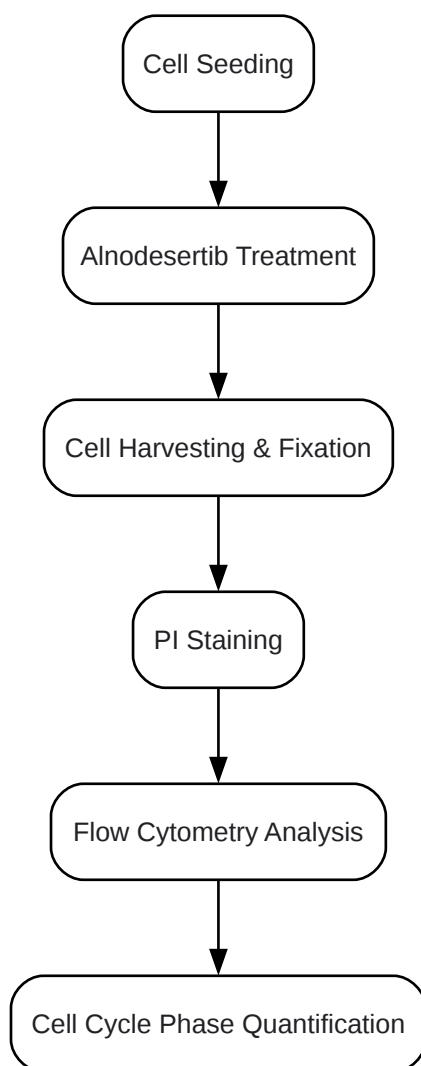 Cell Seeding
Alnodesertib Treatment
Cell Harvesting & Fixation
PI Staining
Flow Cytometry Analysis
Cell Cycle Phase Quantification